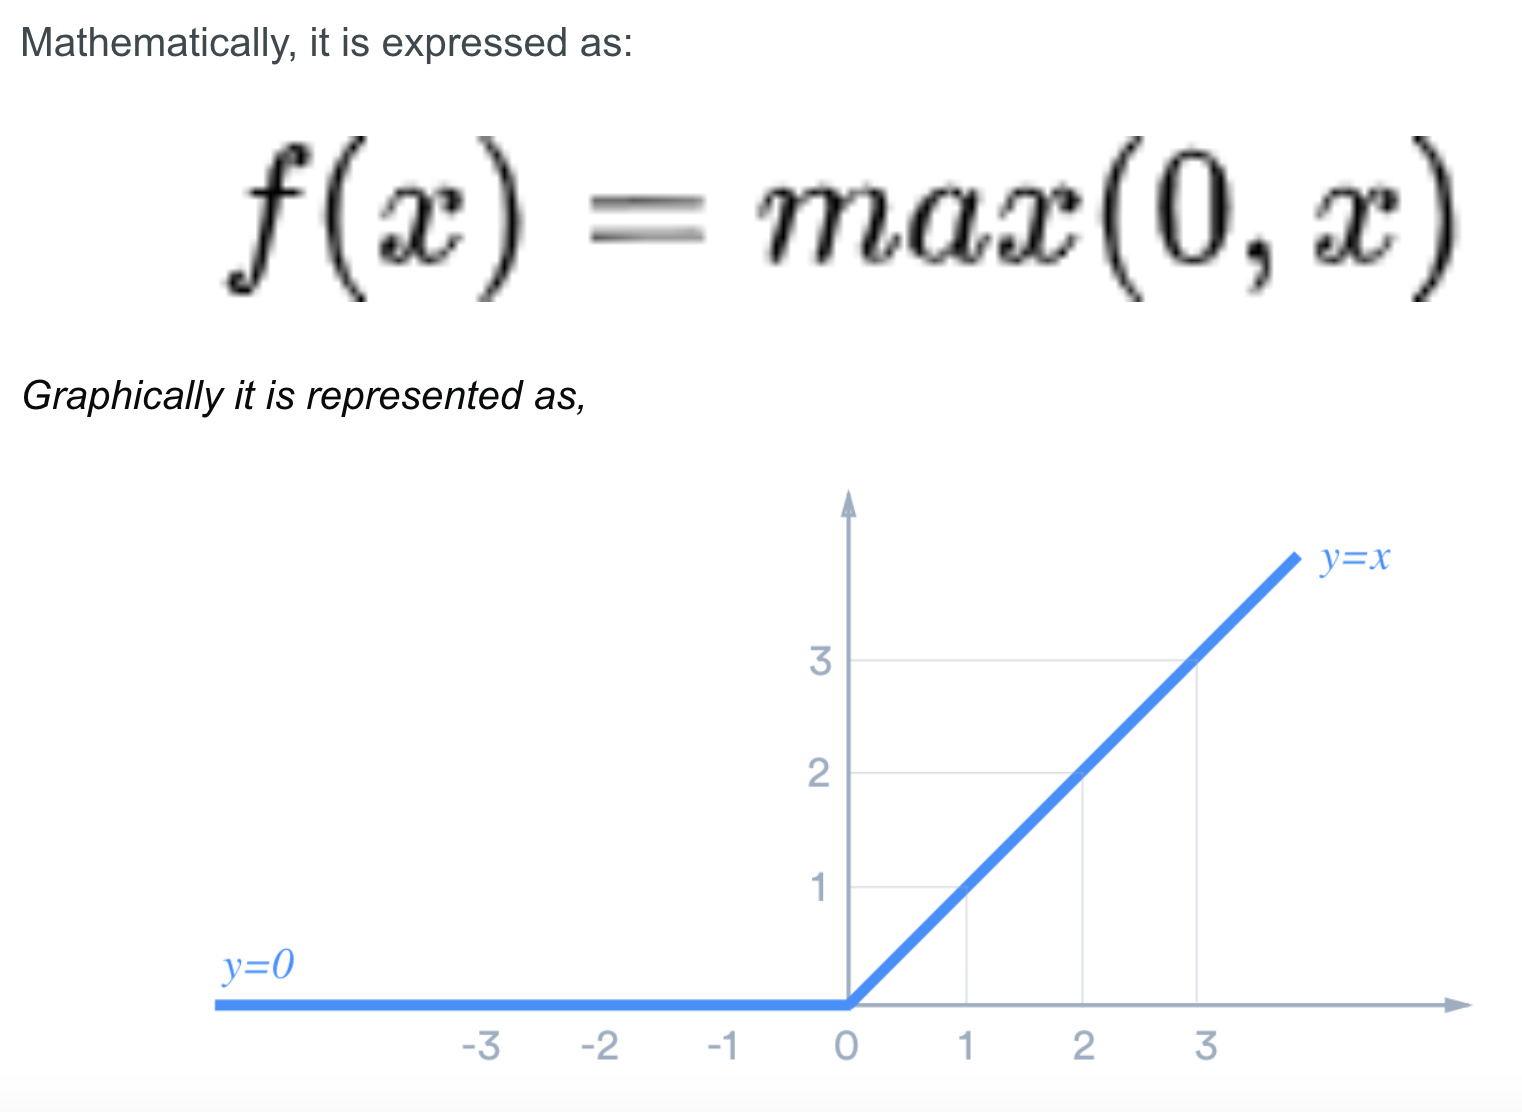 Mathematically, it is expressed as:
f(x) = max(0, x)
Graphically it is represented as,
y=x
3
2
1
y=0
-3 -2 -1 0 1 2 3